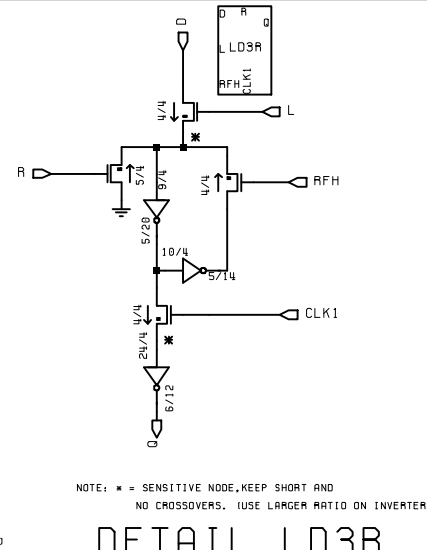 D R Q
L LD3R
RFH CLK1
D
4/4
L
*
R
5/4
9/4
4/4
RFH
5/20
10/4
5/14
4/4
CLK1
24/4
*
6/12
Q
NOTE: * = SENSITIVE NODE,KEEP SHORT AND
NO CROSSOVERS. (USE LARGER RATIO ON INVERTER
DETAIL LD3R